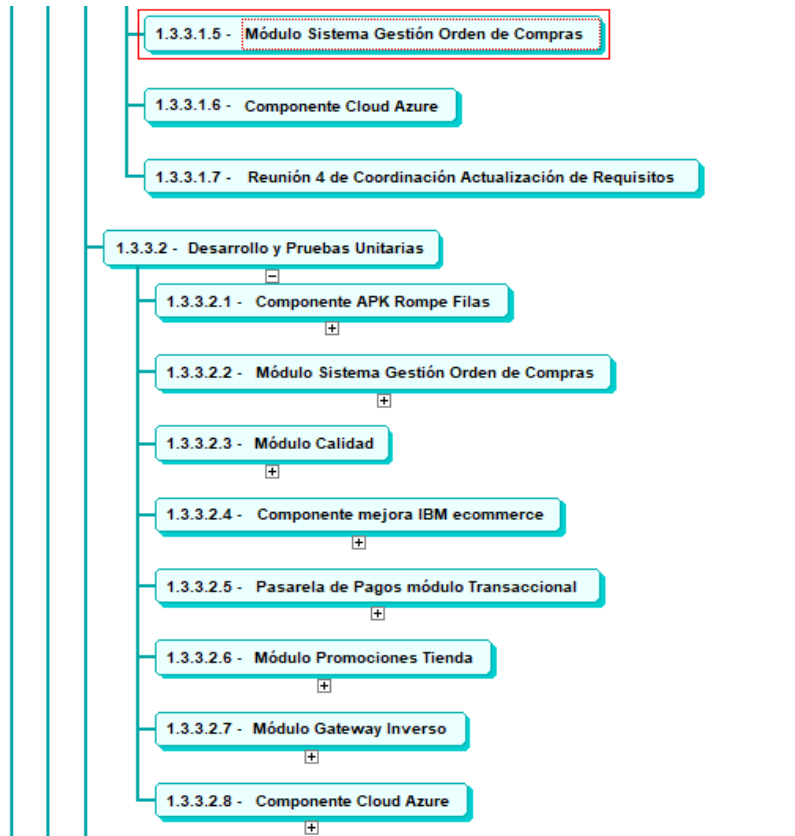 1.3.3.1.5 - Módulo Sistema Gestión Orden de Compras
1.3.3.1.6 - Componente Cloud Azure
1.3.3.1.7 - Reunión 4 de Coordinación Actualización de Requisitos
1.3.3.2 - Desarrollo y Pruebas Unitarias
1.3.3.2.1 - Componente APK Rompe Filas
1.3.3.2.2 - Módulo Sistema Gestión Orden de Compras
1.3.3.2.3 - Módulo Calidad
1.3.3.2.4 - Componente mejora IBM ecommerce
1.3.3.2.5 - Pasarela de Pagos módulo Transaccional
1.3.3.2.6 - Módulo Promociones Tienda
1.3.3.2.7 - Módulo Gateway Inverso
1.3.3.2.8 - Componente Cloud Azure